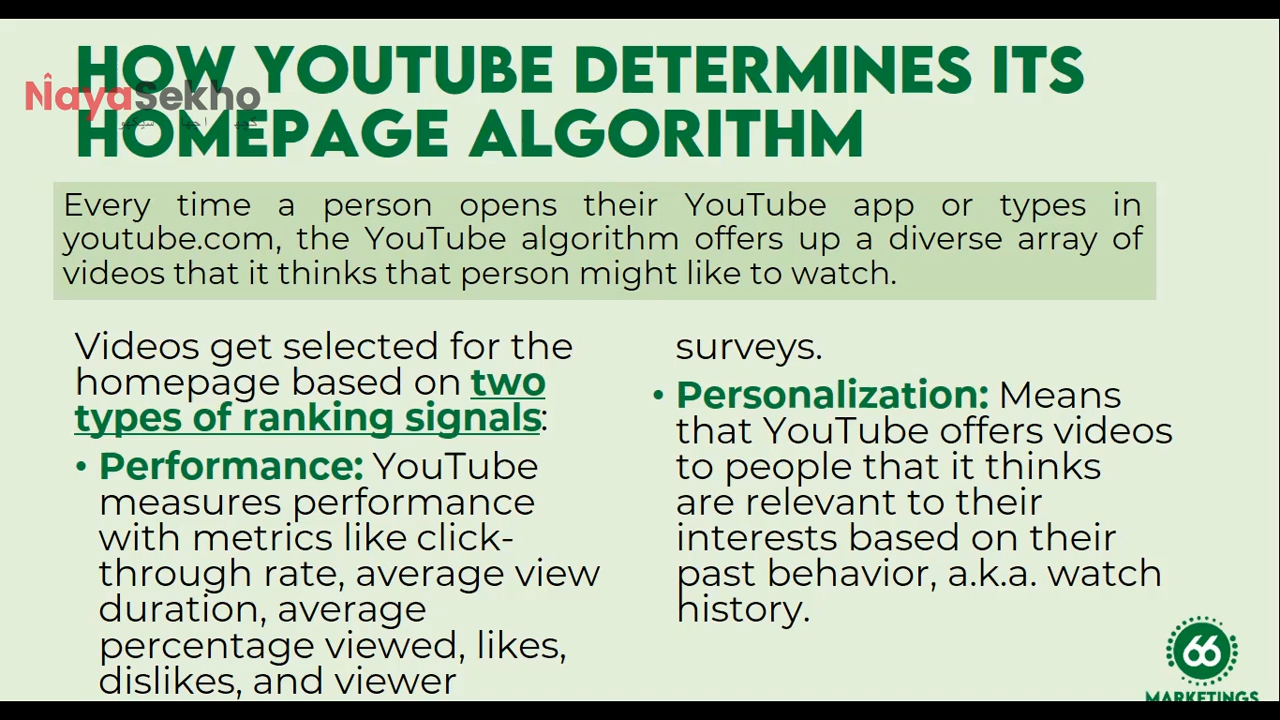 HOW YOUTUBE DETERMINES ITS
HOMEPAGE ALGORITHM
NayaSekho
Every time a person opens their YouTube app or types in
youtube.com, the YouTube algorithm offers up a diverse array of
videos that it thinks that person might like to watch.
Videos get selected for the
homepage based on two
types of ranking signals:
• Performance: YouTube
measures performance
with metrics like click-
through rate, average view
duration, average
percentage viewed, likes,
dislikes, and viewer
surveys.
• Personalization: Means
that YouTube offers videos
to people that it thinks
are relevant to their
interests based on their
past behavior, a.k.a. watch
history.
66
MARKETINGS